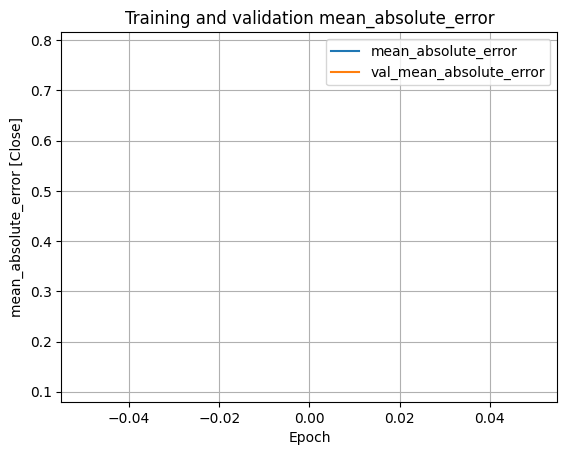 Training and validation mean_absolute_error
mean_absolute_error
val_mean_absolute_error
mean_absolute_error [Close]
0.8
0.7
0.6
0.5
0.4
0.3
0.2
0.1
−0.04 −0.02 0.00 0.02 0.04
Epoch